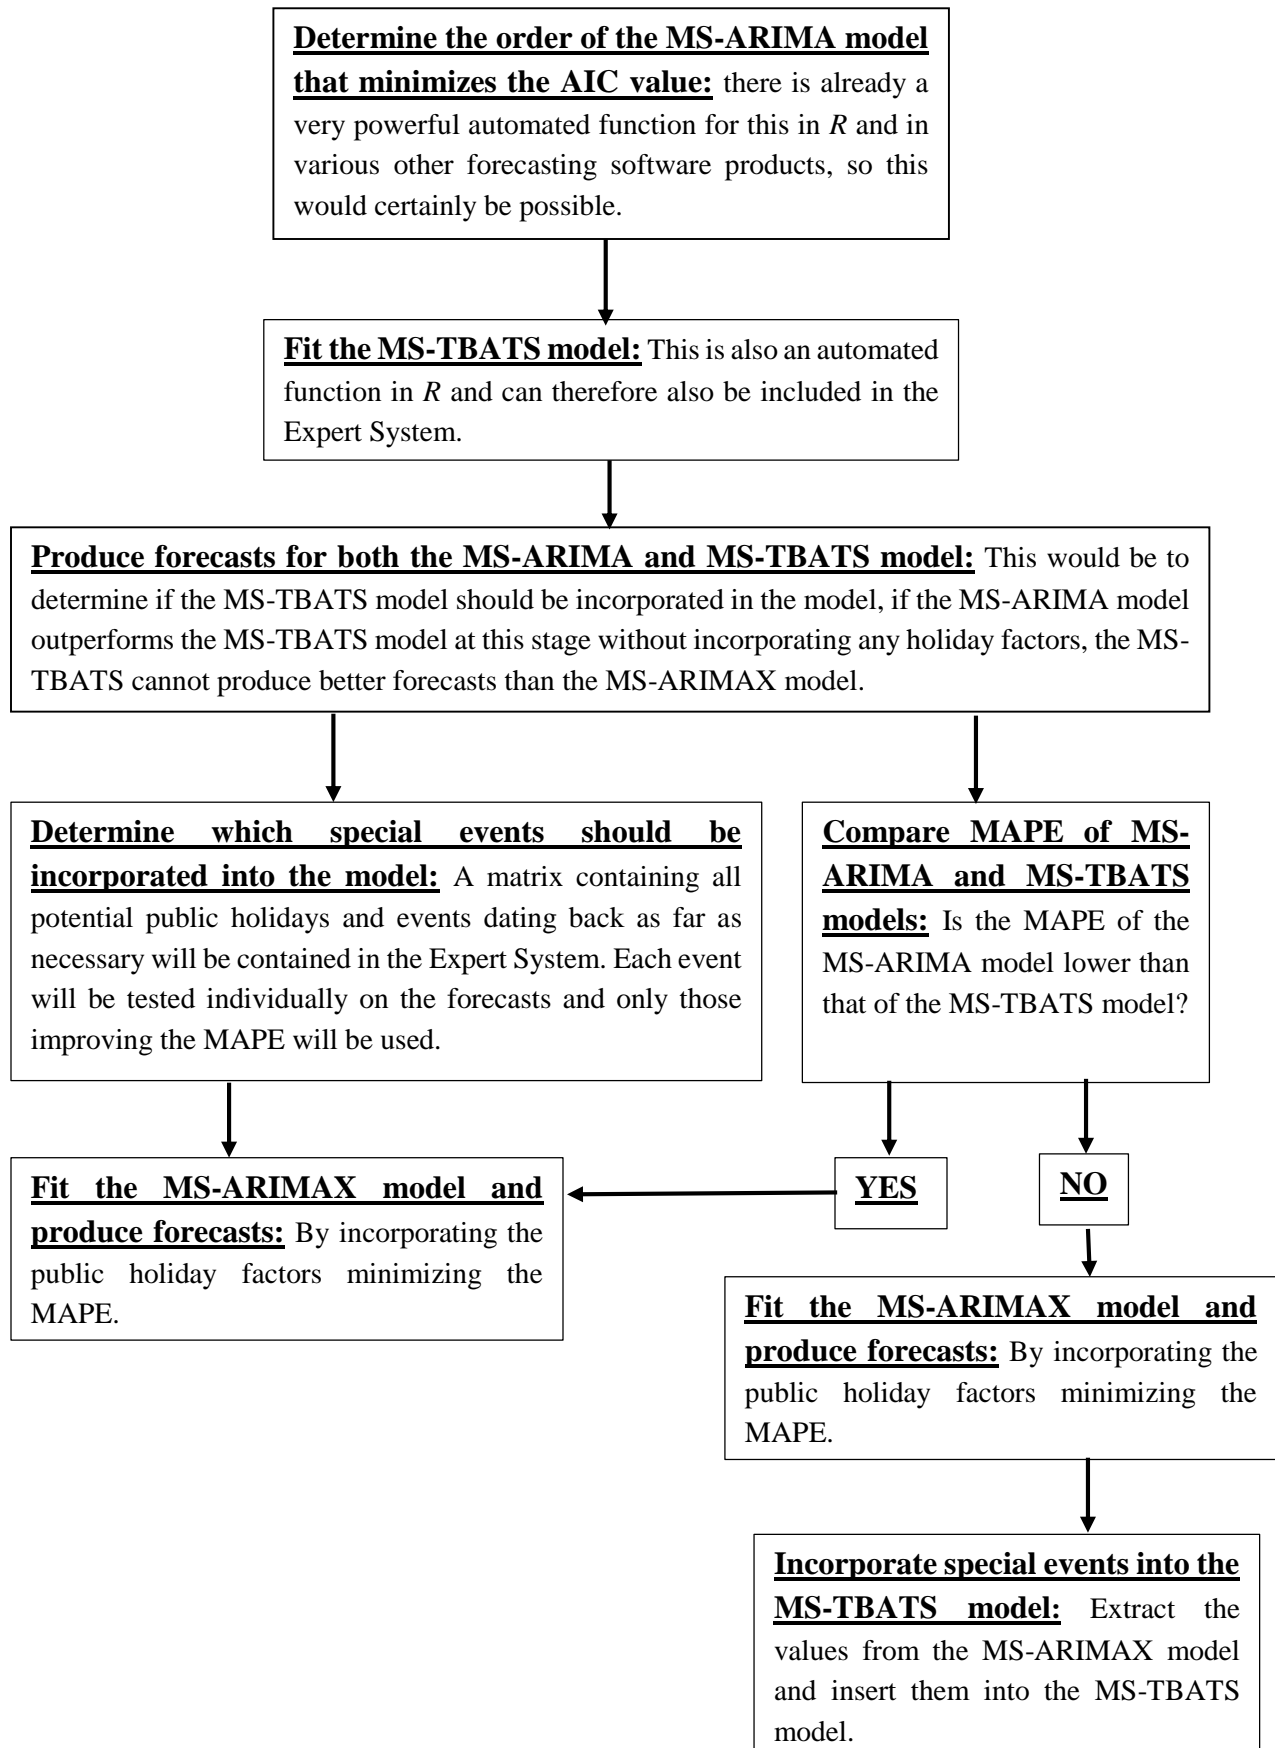 Determine the order of the MS-ARIMA model
that minimizes the AIC value: there is already a
very powerful automated function for this in R and in
various other forecasting software products, so this
would certainly be possible.
Fit the MS-TBATS model: This is also an automated
function in R and can therefore also be included in the
Expert System.
Produce forecasts for both the MS-ARIMA and MS-TBATS model: This would be to
determine if the MS-TBATS model should be incorporated in the model, if the MS-ARIMA model
outperforms the MS-TBATS model at this stage without incorporating any holiday factors, the MS-
TBATS cannot produce better forecasts than the MS-ARIMAX model.
Determine which special events should be
incorporated into the model: A matrix containing all
potential public holidays and events dating back as far as
necessary will be contained in the Expert System. Each event
will be tested individually on the forecasts and only those
improving the MAPE will be used.
Compare MAPE of MS-
ARIMA and MS-TBATS
models: Is the MAPE of the
MS-ARIMA model lower than
that of the MS-TBATS model?
Fit the MS-ARIMAX model and
produce forecasts: By incorporating the
public holiday factors minimizing the
MAPE.
YES
NO
Fit the MS-ARIMAX model and
produce forecasts: By incorporating the
public holiday factors minimizing the
MAPE.
Incorporate special events into the
MS-TBATS model: Extract the
values from the MS-ARIMAX model
and insert them into the MS-TBATS
model.